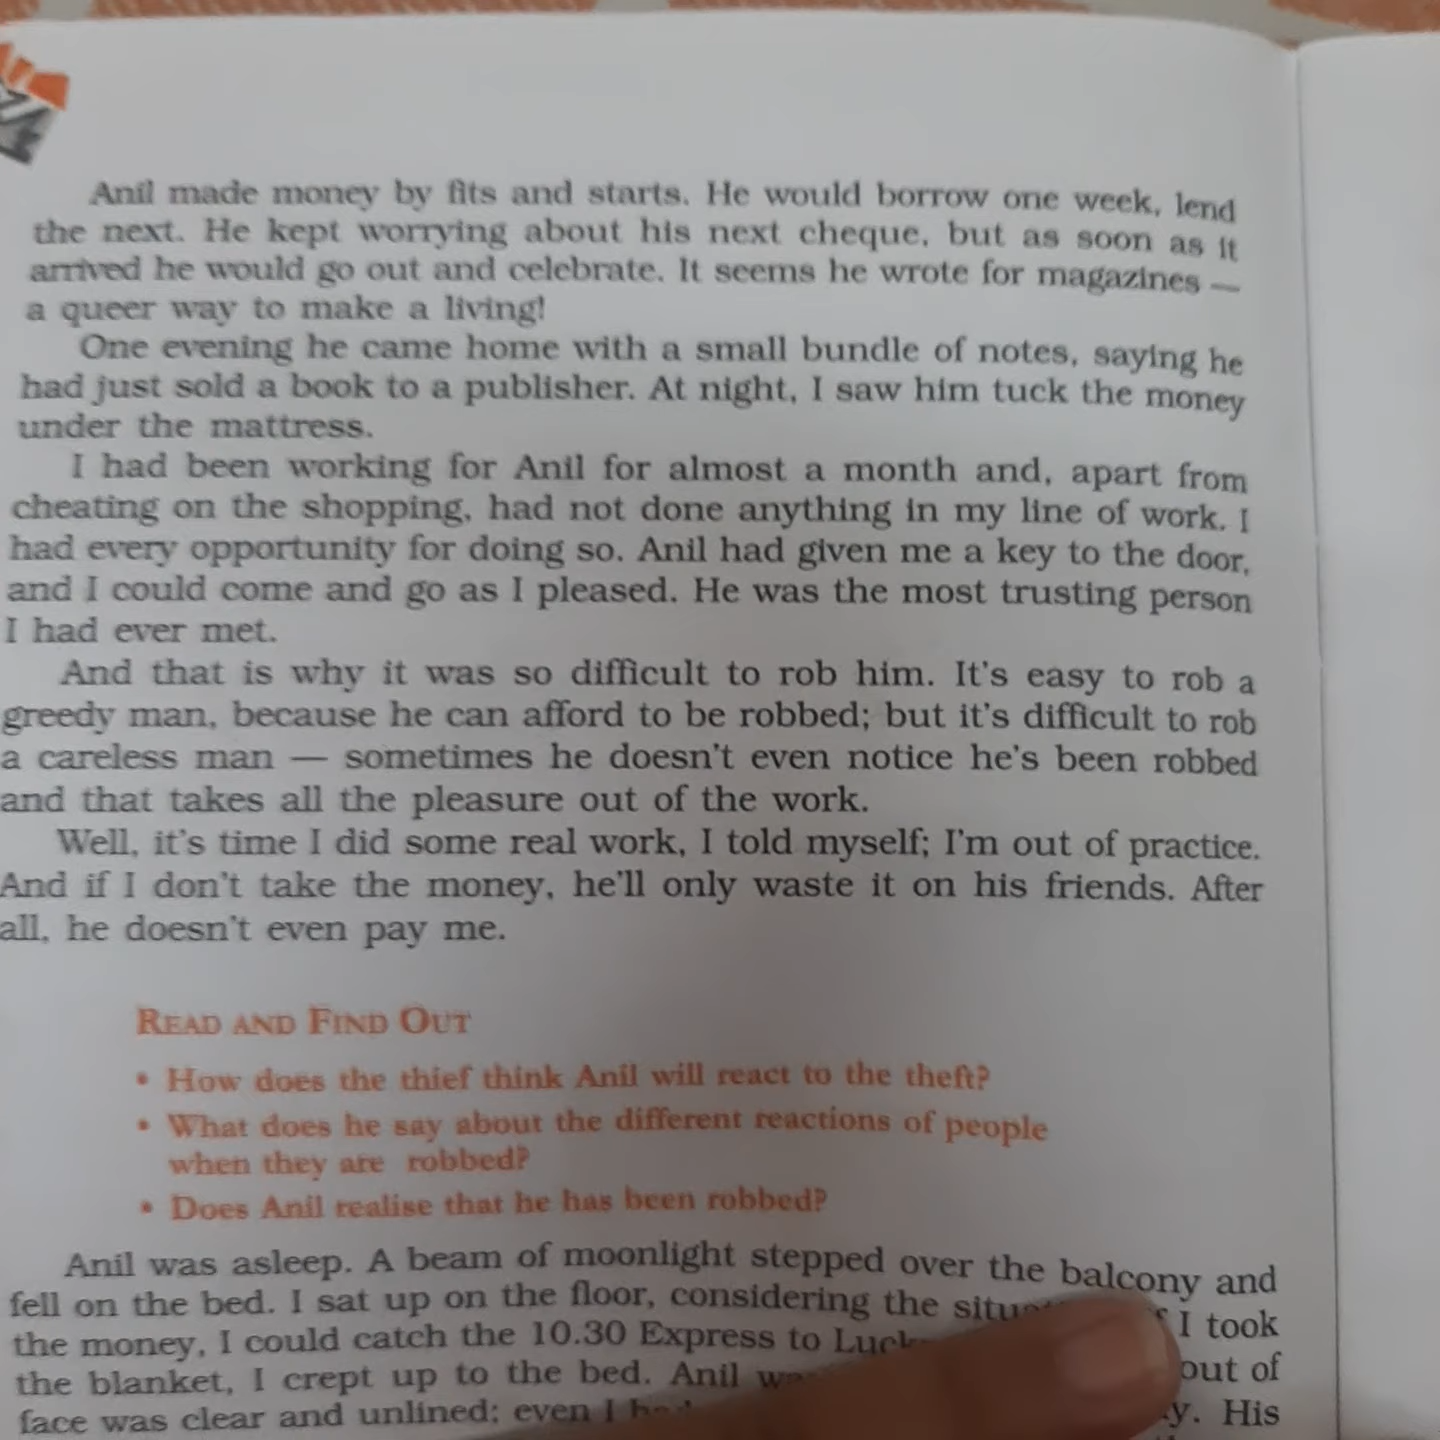 Anil made money by fits and starts. He would borrow one week, lend
the next. He kept worrying about his next cheque, but as soon as it
arrived he would go out and celebrate. It seems he wrote for magazines —
a queer way to make a living!
One evening he came home with a small bundle of notes, saying he
had just sold a book to a publisher. At night, I saw him tuck the money
under the mattress.
I had been working for Anil for almost a month and, apart from
cheating on the shopping, had not done anything in my line of work. I
had every opportunity for doing so. Anil had given me a key to the door,
and I could come and go as I pleased. He was the most trusting person
I had ever met.
And that is why it was so difficult to rob him. It's easy to rob a
greedy man, because he can afford to be robbed; but it's difficult to rob
a careless man — sometimes he doesn't even notice he's been robbed
and that takes all the pleasure out of the work.
Well, it's time I did some real work, I told myself; I'm out of practice.
And if I don't take the money, he'll only waste it on his friends. After
all, he doesn't even pay me.
READ AND FIND OUT
• How does the thief think Anil will react to the theft?
• What does he say about the different reactions of people
when they are robbed?
• Does Anil realise that he has been robbed?
Anil was asleep. A beam of moonlight stepped over the balcony and
fell on the bed. I sat up on the floor, considering the I took
the money, I could catch the 10.30 Express to out of
the blanket, I crept up to the bed. Anil His
face was clear and unlined; even I